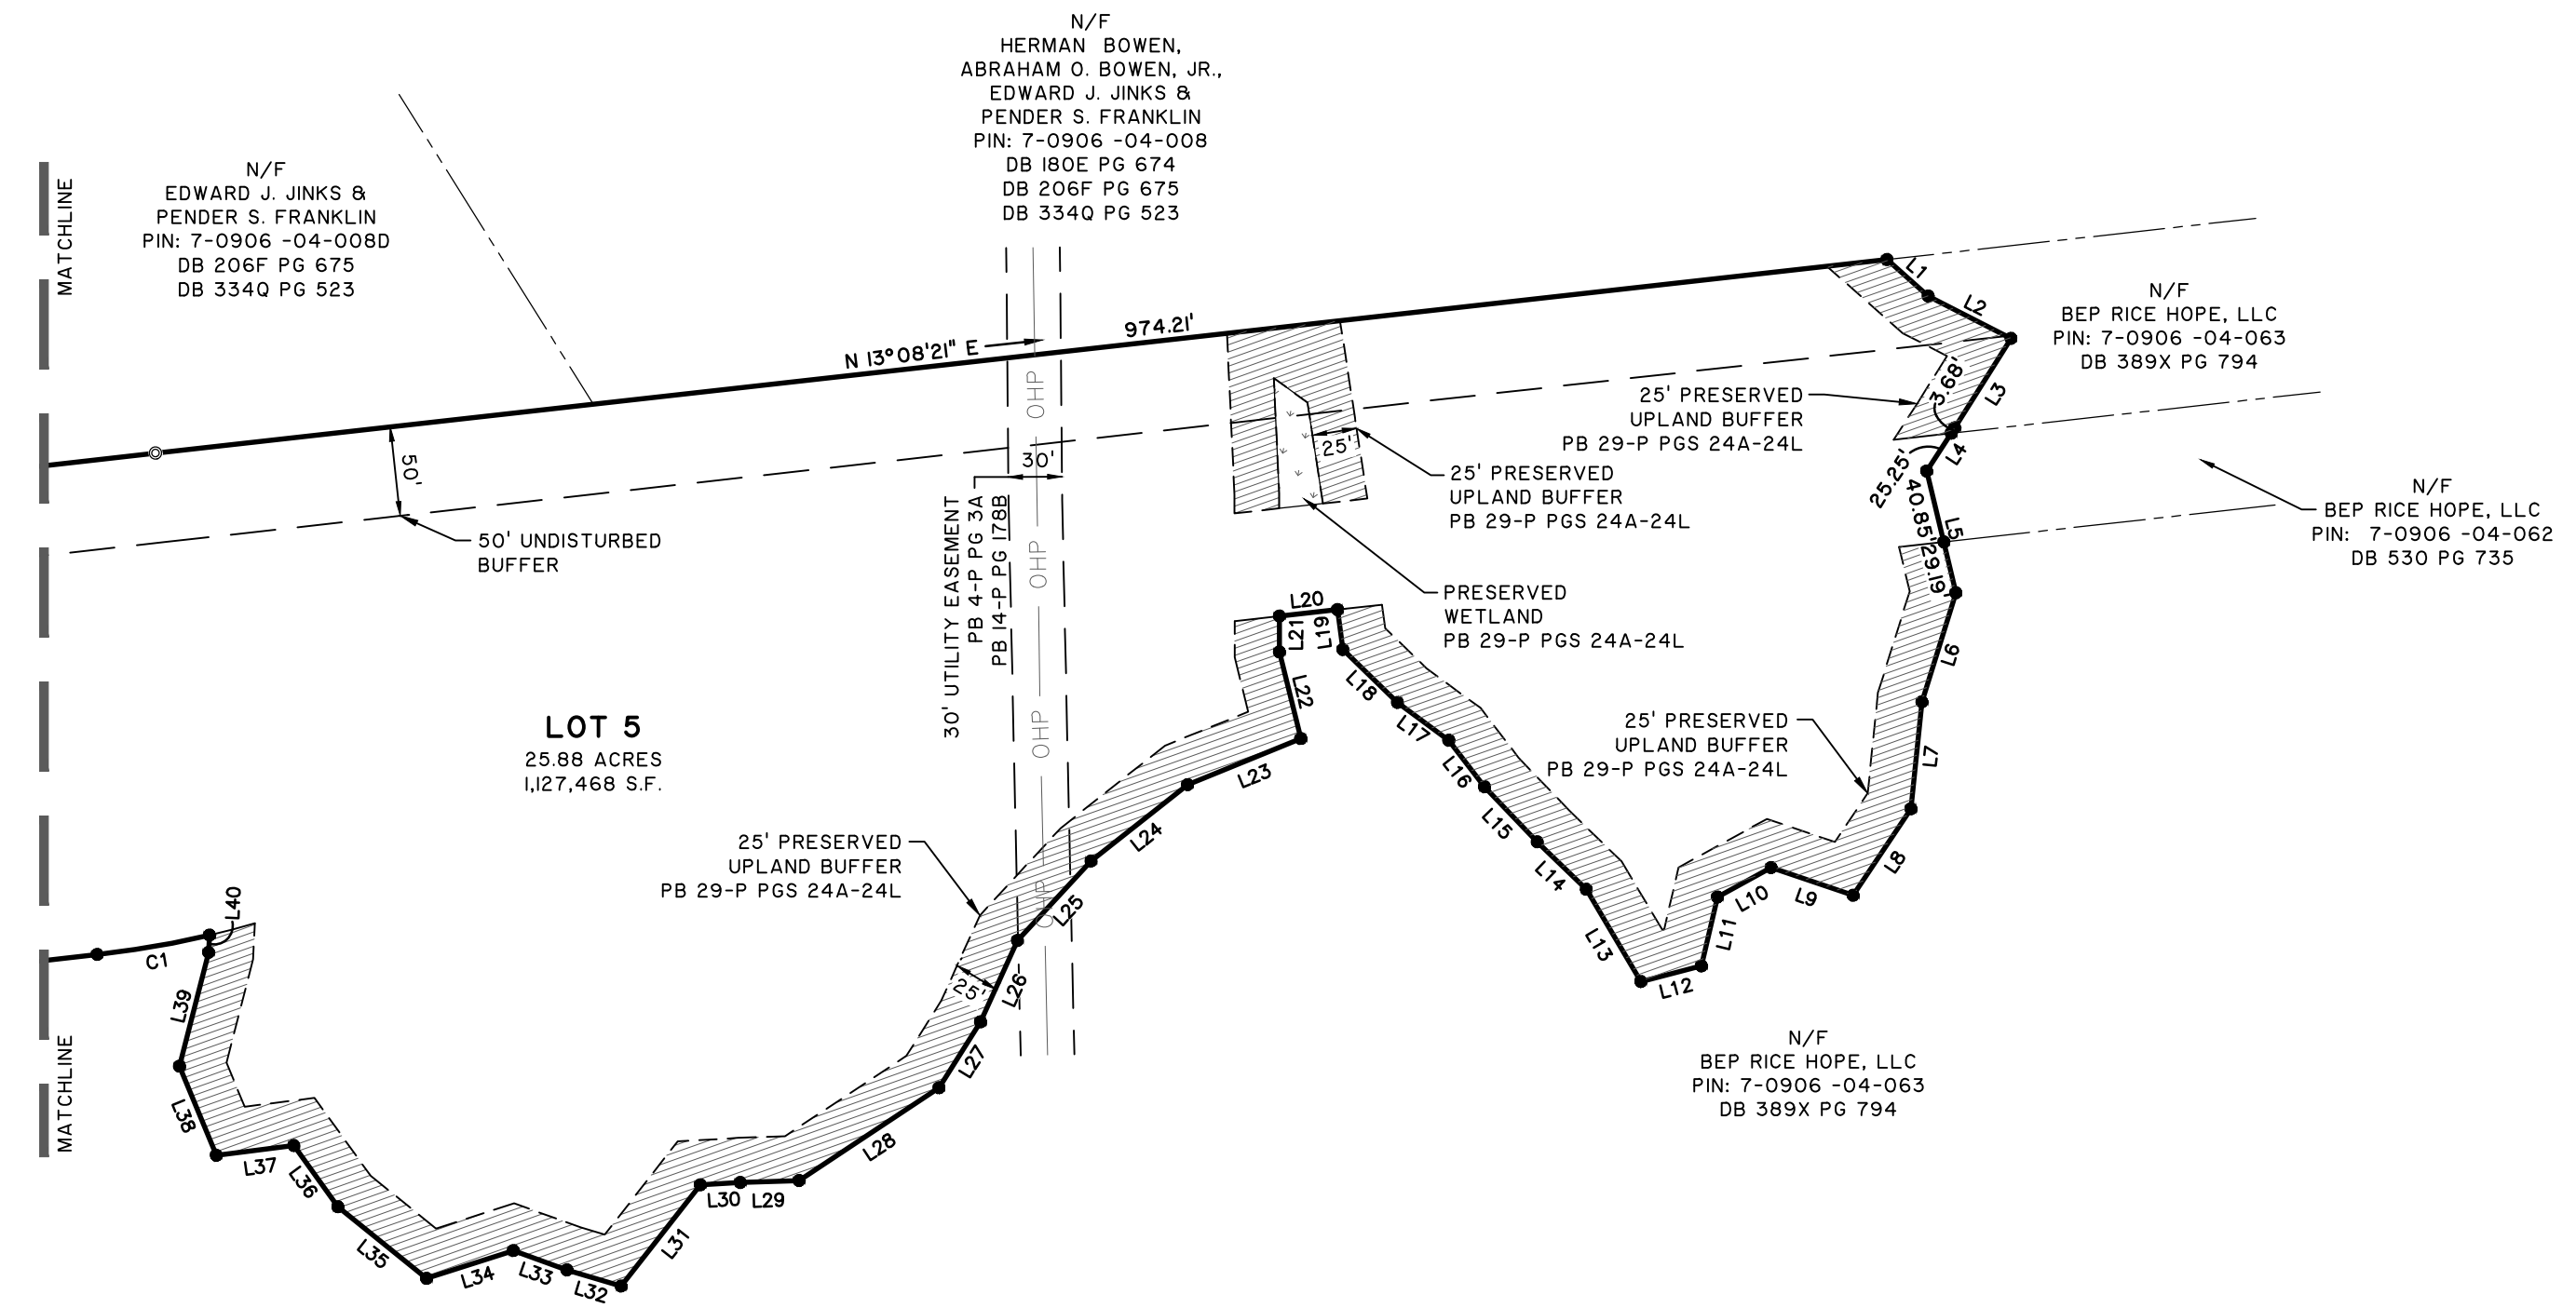 N/F
HERMAN BOWEN,
ABRAHAM O. BOWEN, JR.,
EDWARD J. JINKS &
PENDER S. FRANKLIN
PIN: 7-0906 -04-008
DB 180E PG 674
DB 206F PG 675
DB 334Q PG 523
N/F
EDWARD J. JINKS &
PENDER S. FRANKLIN
PIN: 7-0906 -04-008D
DB 206F PG 675
DB 334Q PG 523
MATCHLINE
N 13°08'21" E
974.21'
L1
L2
L3
3.68'
L4
25.25'
40.85'
L5
29.19'
N/F
BEP RICE HOPE, LLC
PIN: 7-0906 -04-063
DB 389X PG 794
25' PRESERVED
UPLAND BUFFER
PB 29-P PGS 24A-24L
25'
25' PRESERVED
UPLAND BUFFER
PB 29-P PGS 24A-24L
N/F
BEP RICE HOPE, LLC
PIN: 7-0906 -04-062
DB 530 PG 735
50'
50' UNDISTURBED
BUFFER
30'
30' UTILITY EASEMENT
PB 4-P PG 3A
PB 14-P PG 178B
OHP
OHP
OHP
OHP
PRESERVED
WETLAND
PB 29-P PGS 24A-24L
L20
L21
L19
L22
L18
L17
L16
L15
L14
L13
L12
L11
L10
L9
L8
L7
L6
25' PRESERVED
UPLAND BUFFER
PB 29-P PGS 24A-24L
LOT 5
25.88 ACRES
1,127,468 S.F.
25' PRESERVED
UPLAND BUFFER
PB 29-P PGS 24A-24L
L23
L24
L25
L26
25'
L27
L28
L29
L30
L31
L32
L33
L34
L35
L36
L37
L38
L39
L40
C1
MATCHLINE
N/F
BEP RICE HOPE, LLC
PIN: 7-0906 -04-063
DB 389X PG 794